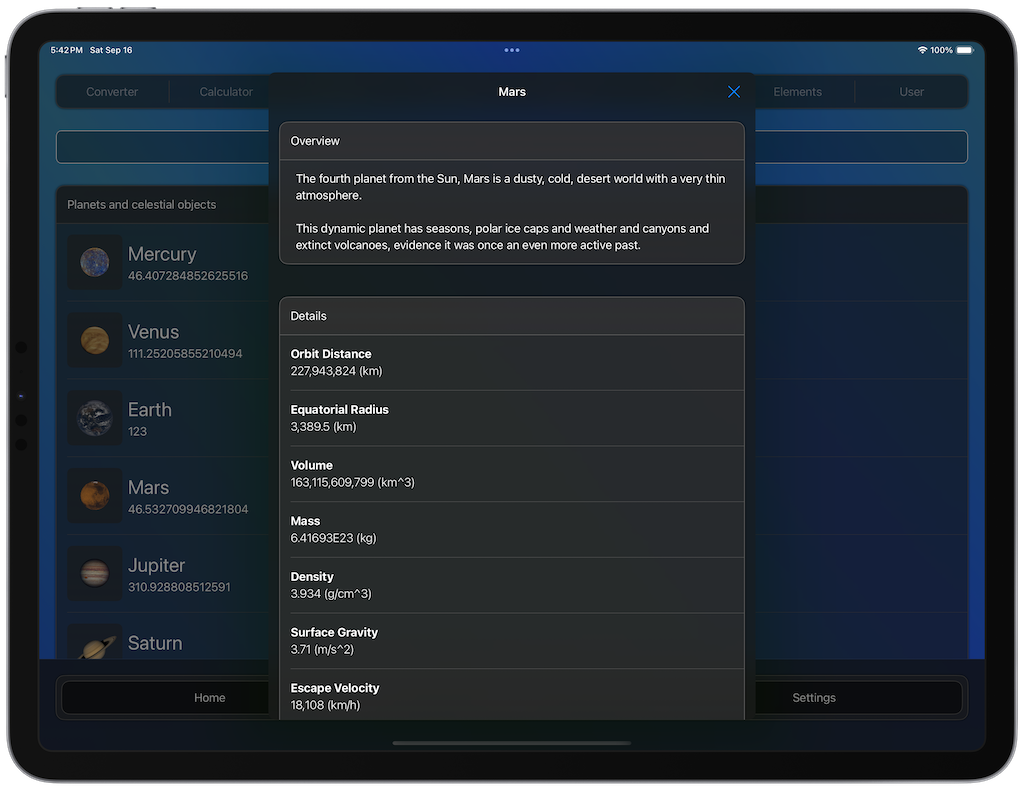 5:42 PM Sat Sep 16
100%
Converter
Calculator
Elements
User
Mars
Overview
The fourth planet from the Sun, Mars is a dusty, cold, desert world with a very thin
atmosphere.
This dynamic planet has seasons, polar ice caps and weather and canyons and
extinct volcanoes, evidence it was once an even more active past.
Planets and celestial objects
Mercury
46.407284852625516
Venus
111.25205855210494
Earth
123
Mars
46.532709946821804
Jupiter
310.928808512591
Saturn
Details
Orbit Distance
227,943,824 (km)
Equatorial Radius
3,389.5 (km)
Volume
163,115,609,799 (km^3)
Mass
6.41693E23 (kg)
Density
3.934 (g/cm^3)
Surface Gravity
3.71 (m/s^2)
Escape Velocity
18,108 (km/h)
Home
Settings